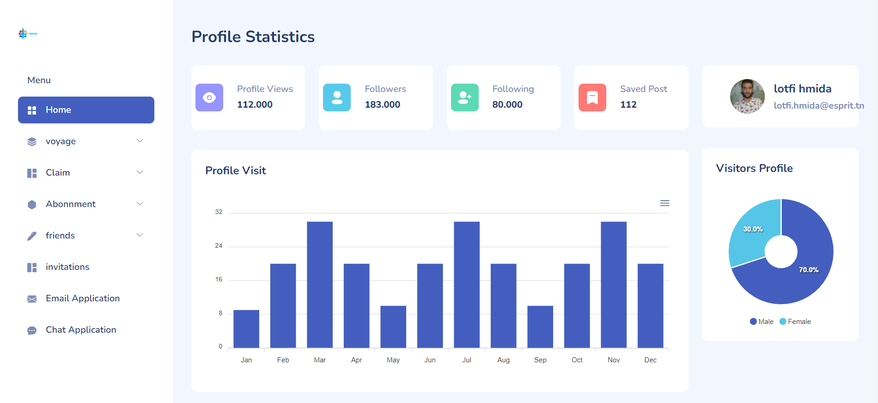 Profile Statistics
Menu
Home
voyage
Claim
Abonnment
friends
invitations
Email Application
Chat Application
Profile Views
112.000
Followers
183.000
Following
80.000
Saved Post
112
lotfi hmida
lotfi.hmida@esprit.tn
Profile Visit
32
24
16
8
0
Jan Feb Mar Apr May Jun Jul Aug Sep Oct Nov Dec
Visitors Profile
30.0%
70.0%
Male Female